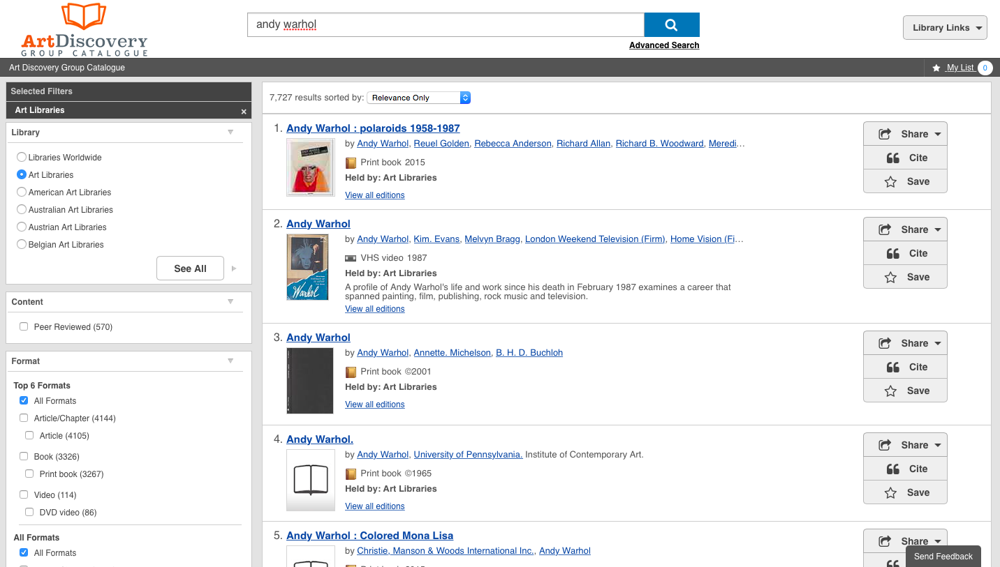 ArtDiscovery
GROUP CATALOGUE
andy warhol
Advanced Search
Library Links
Art Discovery Group Catalogue
My List 0
Selected Filters
Art Libraries ×
Library
Libraries Worldwide
Art Libraries
American Art Libraries
Australian Art Libraries
Austrian Art Libraries
Belgian Art Libraries
See All
Content
Peer Reviewed (570)
Format
Top 6 Formats
All Formats
Article/Chapter (4144)
Article (4105)
Book (3326)
Print book (3267)
Video (114)
DVD video (86)
All Formats
All Formats
7,727 results sorted by: Relevance Only
1. Andy Warhol : polaroids 1958-1987
by Andy Warhol, Reuel Golden, Rebecca Anderson, Richard Allan, Richard B. Woodward, Meredi…
Print book 2015
Held by: Art Libraries
View all editions
Share
Cite
Save
2. Andy Warhol
by Andy Warhol, Kim. Evans, Melvyn Bragg, London Weekend Television (Firm), Home Vision (Fi…
VHS video 1987
Held by: Art Libraries
A profile of Andy Warhol's life and work since his death in February 1987 examines a career that
spanned painting, film, publishing, rock music and television.
View all editions
Warhol
Share
Cite
Save
3. Andy Warhol
by Andy Warhol, Annette. Michelson, B. H. D. Buchloh
Print book ©2001
Held by: Art Libraries
View all editions
Share
Cite
Save
4. Andy Warhol.
by Andy Warhol, University of Pennsylvania. Institute of Contemporary Art.
Print book ©1965
Held by: Art Libraries
View all editions
Share
Cite
Save
5. Andy Warhol : Colored Mona Lisa
by Christie, Manson & Woods International Inc., Andy Warhol
Share
Send Feedback